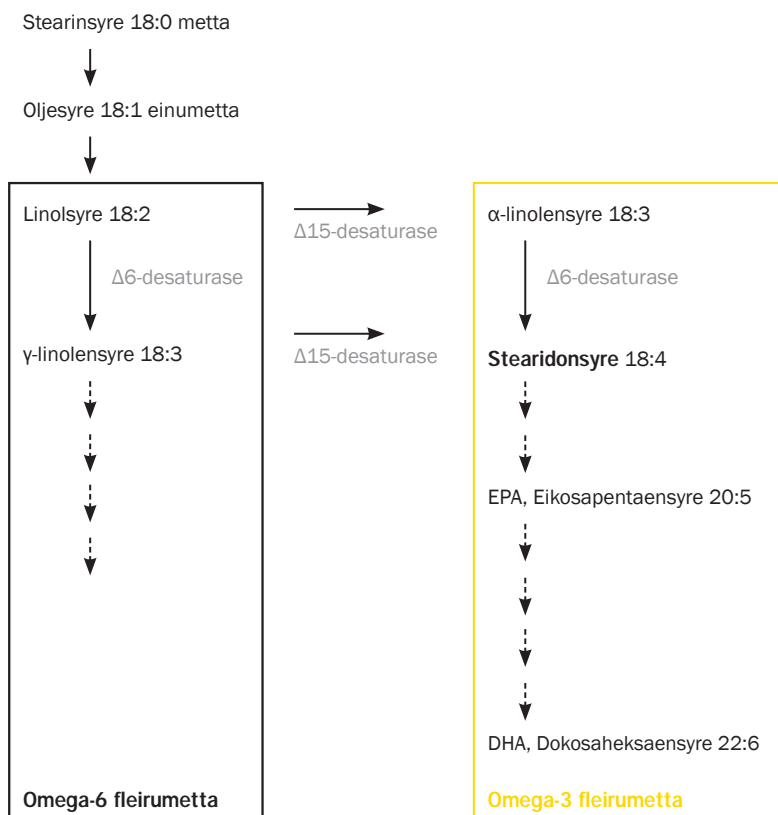 Stearinsyre 18:0 metta
Oljesyre 18:1 einumetta
Linolsyre 18:2
Δ15-desaturase
α-linolensyre 18:3
Δ6-desaturase
Δ6-desaturase
γ-linolensyre 18:3
Δ15-desaturase
Stearidonsyre 18:4
EPA, Eikosapentaensyre 20:5
DHA, Dokosaheksaensyre 22:6
Omega-6 fleirumetta
Omega-3 fleirumetta